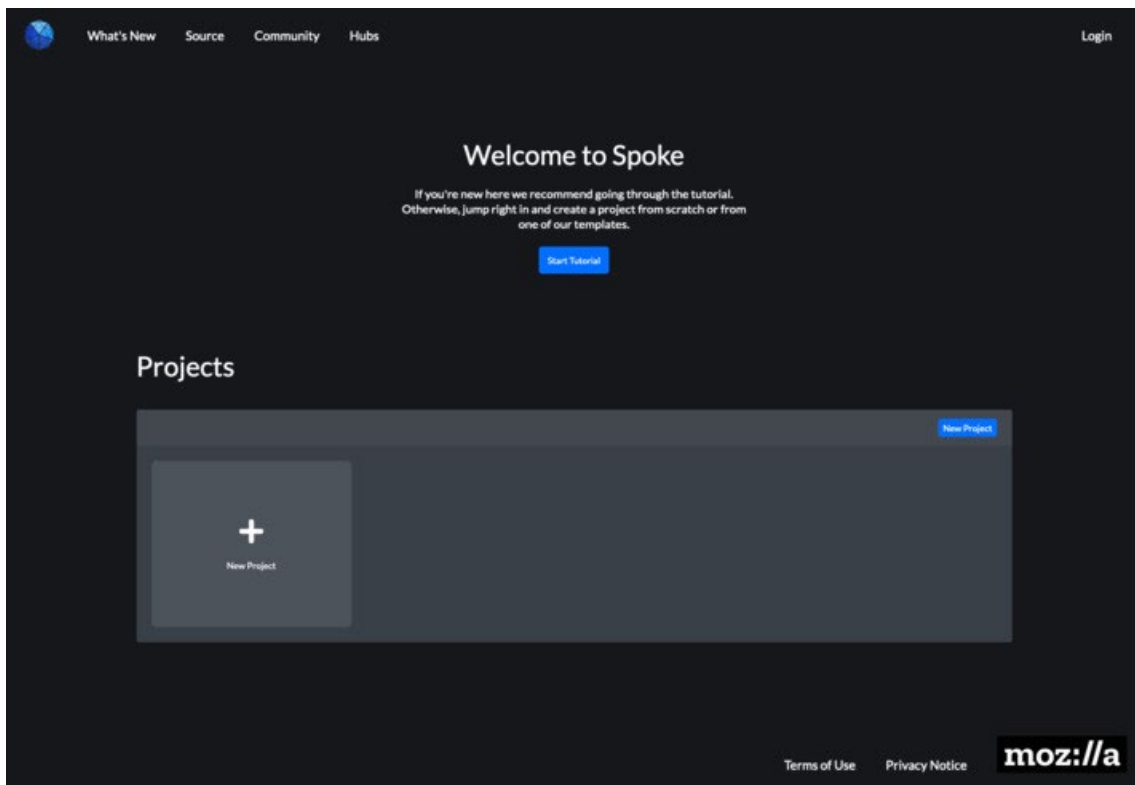 What's New Source Community Hubs Login
Welcome to Spoke
If you're new here we recommend going through the tutorial.
Otherwise, jump right in and create a project from scratch or from
one of our templates.
Start Tutorial
Projects
New Project
New Project
Terms of Use Privacy Notice moz://a